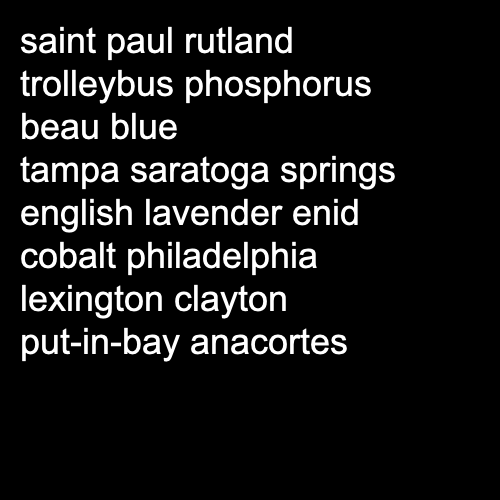 saint paul rutland
trolleybus phosphorus
beau blue
tampa saratoga springs
english lavender enid
cobalt philadelphia
lexington clayton
put-in-bay anacortes